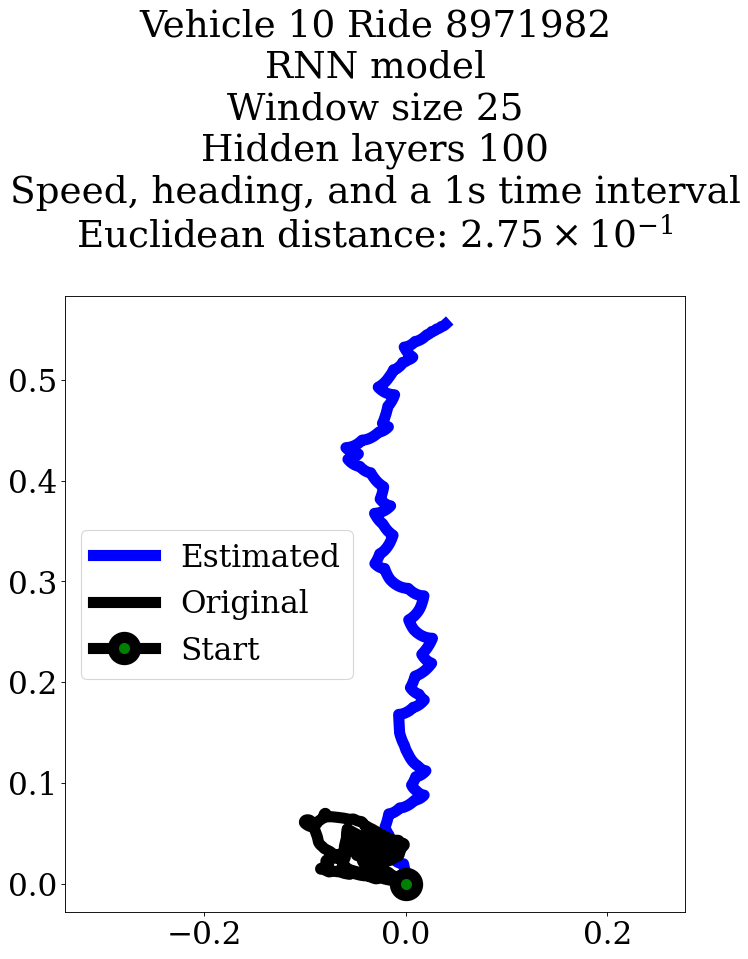 Vehicle 10 Ride 8971982
RNN model
Window size 25
Hidden layers 100
Speed, heading, and a 1s time interval
Euclidean distance: 2.75 × 10⁻¹
0.5
0.4
0.3
0.2
0.1
0.0
Estimated
Original
Start
−0.2 0.0 0.2